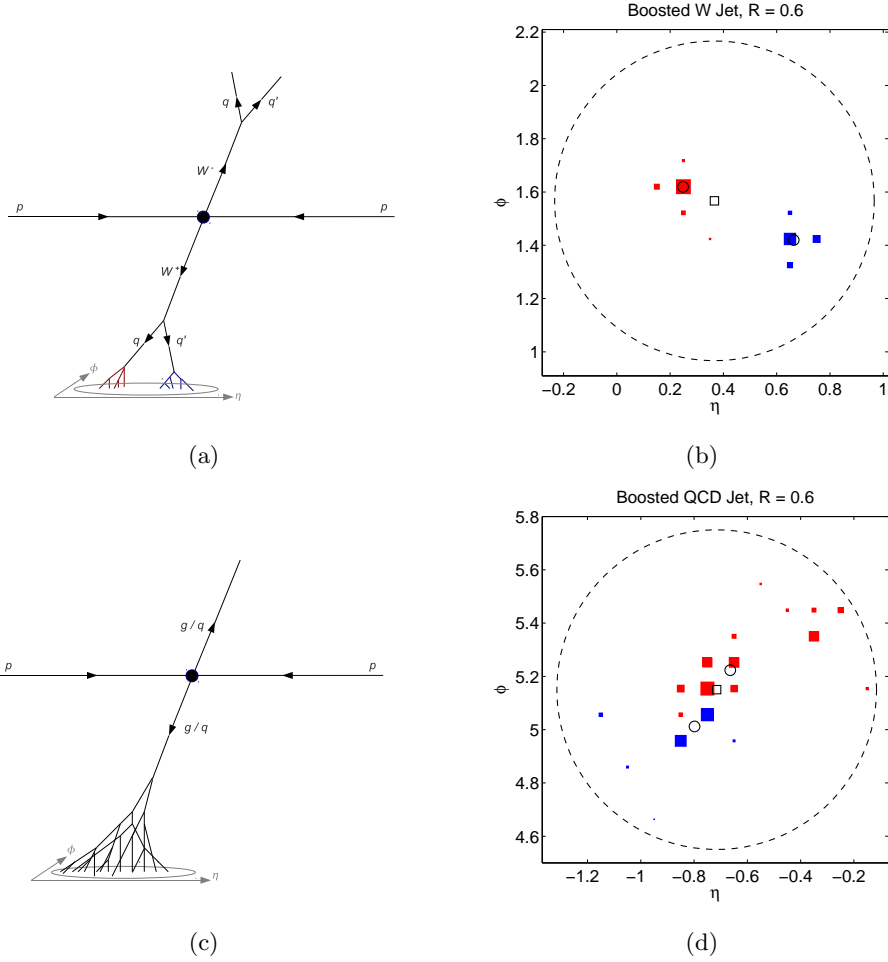 Boosted W Jet, R = 0.6
q
q'
W-
p
p
W+
q
q'
ϕ
η
2.2
2
1.8
1.6
1.4
1.2
1
ϕ
−0.2 0 0.2 0.4 0.6 0.8 1
η
(a)
(b)
Boosted QCD Jet, R = 0.6
g / q
p
p
g / q
ϕ
η
5.8
5.6
5.4
5.2
5
4.8
4.6
ϕ
−1.2 −1 −0.8 −0.6 −0.4 −0.2
η
(c)
(d)